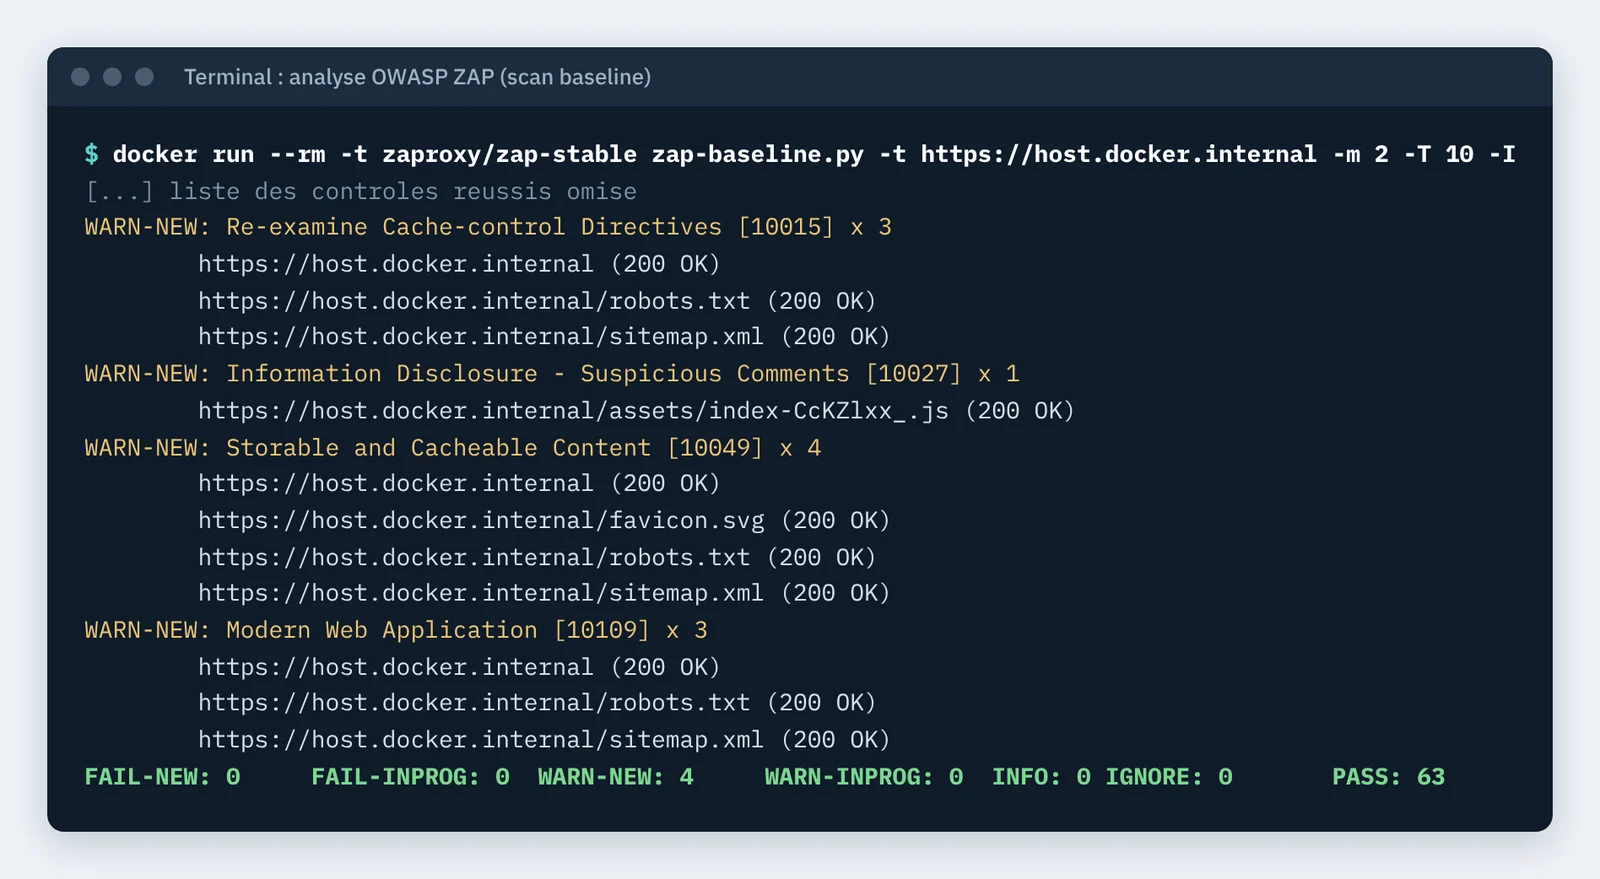 Terminal : analyse OWASP ZAP (scan baseline)
$ docker run --rm -t zaproxy/zap-stable zap-baseline.py -t https://host.docker.internal -m 2 -T 10 -I
[...] liste des controles reussis omise
WARN-NEW: Re-examine Cache-control Directives [10015] x 3
https://host.docker.internal (200 OK)
https://host.docker.internal/robots.txt (200 OK)
https://host.docker.internal/sitemap.xml (200 OK)
WARN-NEW: Information Disclosure - Suspicious Comments [10027] x 1
https://host.docker.internal/assets/index-CcKZlxx_.js (200 OK)
WARN-NEW: Storable and Cacheable Content [10049] x 4
https://host.docker.internal (200 OK)
https://host.docker.internal/favicon.svg (200 OK)
https://host.docker.internal/robots.txt (200 OK)
https://host.docker.internal/sitemap.xml (200 OK)
WARN-NEW: Modern Web Application [10109] x 3
https://host.docker.internal (200 OK)
https://host.docker.internal/robots.txt (200 OK)
https://host.docker.internal/sitemap.xml (200 OK)
FAIL-NEW: 0 FAIL-INPROG: 0 WARN-NEW: 4 WARN-INPROG: 0 INFO: 0 IGNORE: 0 PASS: 63